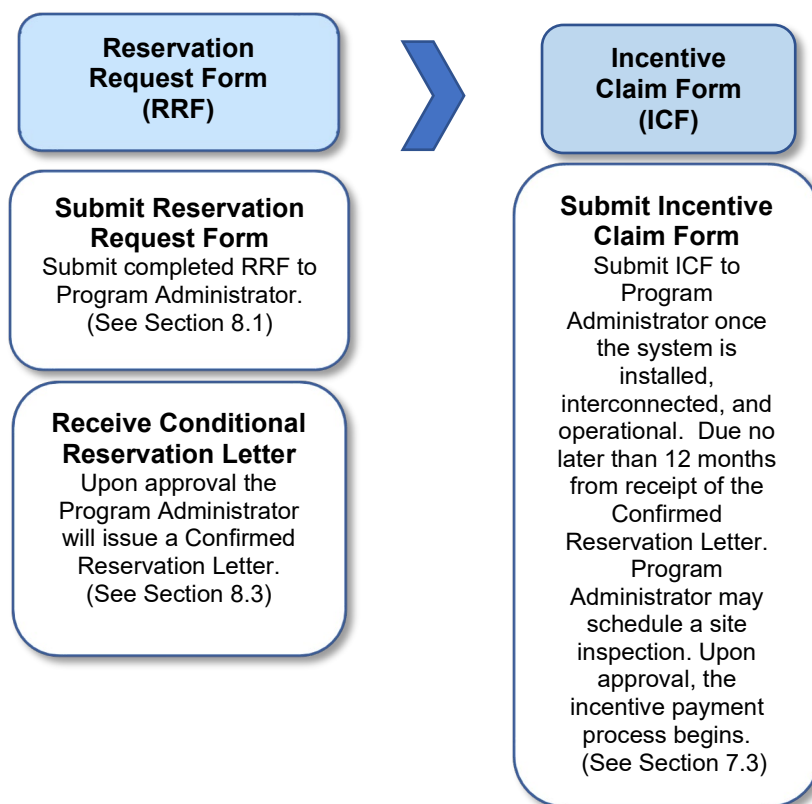 Reservation
Request Form
(RRF)
Submit Reservation
Request Form
Submit completed RRF to
Program Administrator.
(See Section 8.1)
Receive Conditional
Reservation Letter
Upon approval the
Program Administrator
will issue a Confirmed
Reservation Letter.
(See Section 8.3)
Incentive
Claim Form
(ICF)
Submit Incentive
Claim Form
Submit ICF to
Program
Administrator once
the system is
installed,
interconnected, and
operational.  Due no
later than 12 months
from receipt of the
Confirmed
Reservation Letter.
Program
Administrator may
schedule a site
inspection. Upon
approval, the
incentive payment
process begins.
(See Section 7.3)